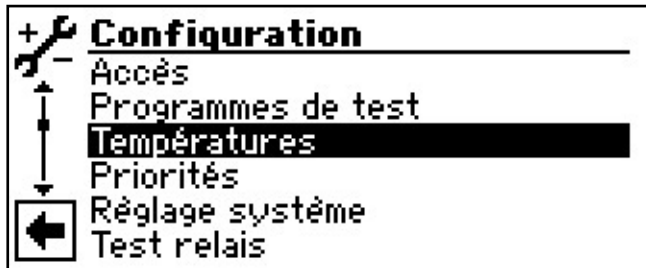 Configuration
Accès
Programmes de test
Températures
Priorités
Réglage système
Test relais